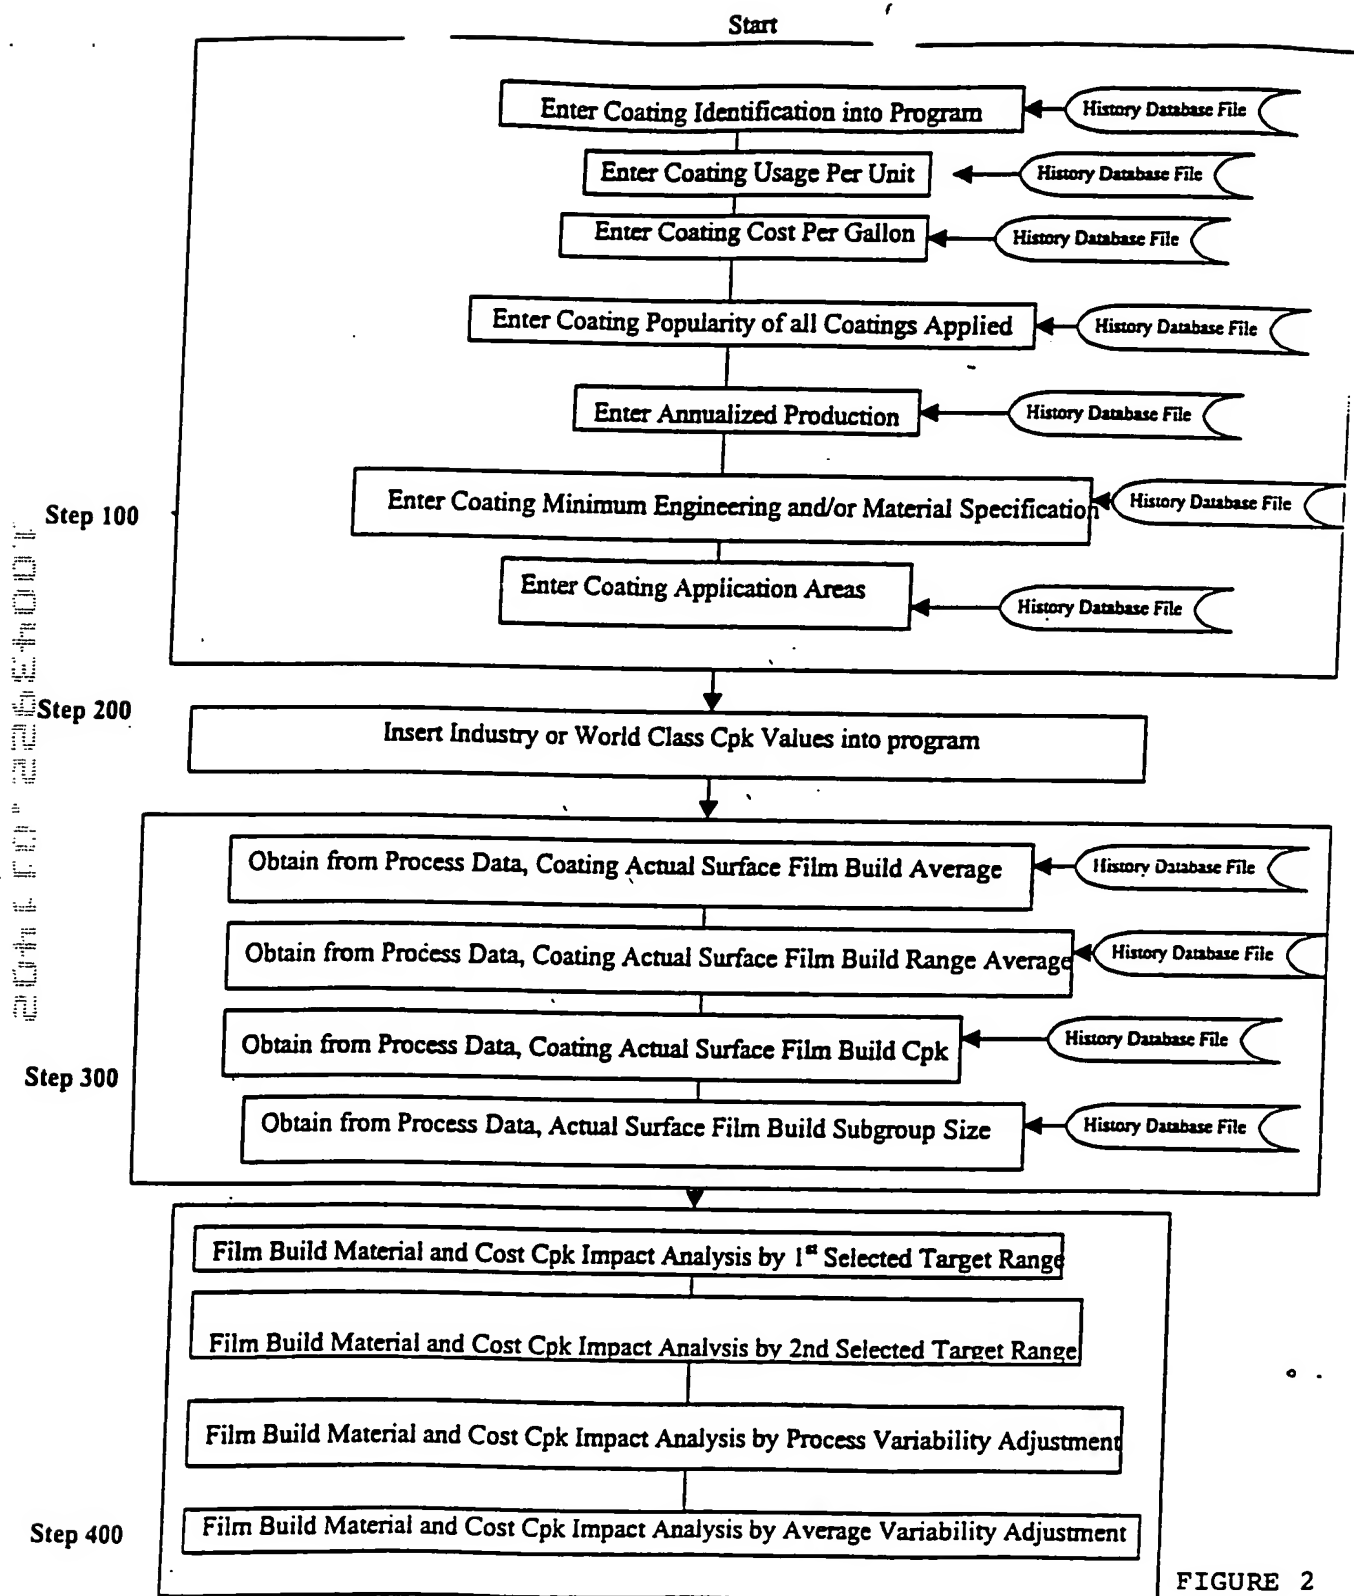 Start
Enter Coating Identification into Program
History Database File
Enter Coating Usage Per Unit
History Database File
Enter Coating Cost Per Gallon
History Database File
Enter Coating Popularity of all Coatings Applied
History Database File
Enter Annualized Production
History Database File
Step 100
Enter Coating Minimum Engineering and/or Material Specification
History Database File
Enter Coating Application Areas
History Database File
Step 200
Insert Industry or World Class Cpk Values into program
Obtain from Process Data, Coating Actual Surface Film Build Average
History Database File
Obtain from Process Data, Coating Actual Surface Film Build Range Average
History Database File
Obtain from Process Data, Coating Actual Surface Film Build Cpk
History Database File
Step 300
Obtain from Process Data, Actual Surface Film Build Subgroup Size
History Database File
Film Build Material and Cost Cpk Impact Analysis by 1st Selected Target Range
Film Build Material and Cost Cpk Impact Analysis by 2nd Selected Target Range
Film Build Material and Cost Cpk Impact Analysis by Process Variability Adjustment
Step 400
Film Build Material and Cost Cpk Impact Analysis by Average Variability Adjustment
FIGURE 2